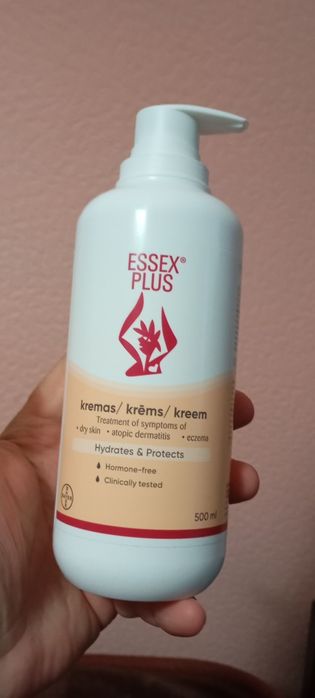 ESSEX®
PLUS
kremas/ krēms/ kreem
Treatment of symptoms of
• dry skin • atopic dermatitis • eczema
Hydrates & Protects
Hormone-free
Clinically tested
BAYER
500 ml